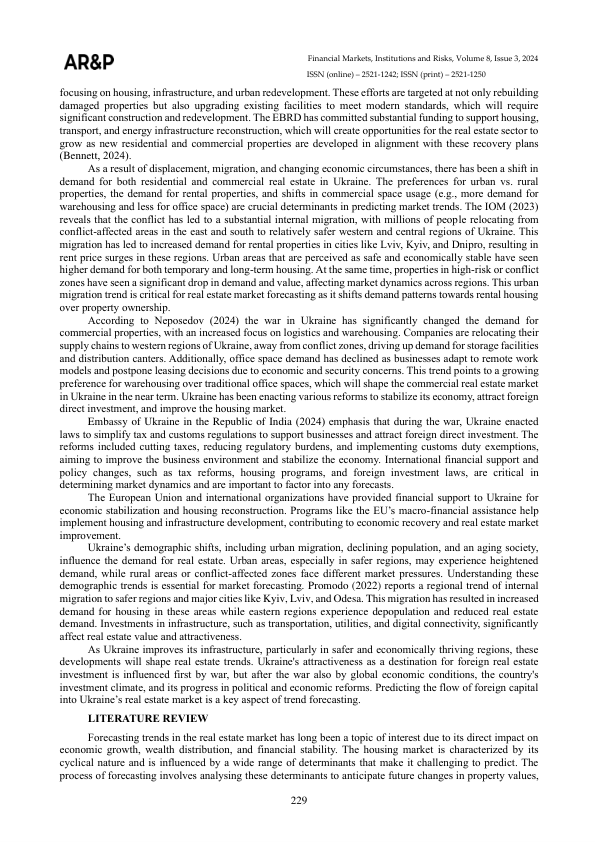 AR&P
Financial Markets, Institutions and Risks, Volume 8, Issue 3, 2024
ISSN (online) – 2521-1242; ISSN (print) – 2521-1250
focusing on housing, infrastructure, and urban redevelopment. These efforts are targeted at not only rebuilding
damaged properties but also upgrading existing facilities to meet modern standards, which will require
significant construction and redevelopment. The EBRD has committed substantial funding to support housing,
transport, and energy infrastructure reconstruction, which will create opportunities for the real estate sector to
grow as new residential and commercial properties are developed in alignment with these recovery plans
(Bennett, 2024).
As a result of displacement, migration, and changing economic circumstances, there has been a shift in
demand for both residential and commercial real estate in Ukraine. The preferences for urban vs. rural
properties, the demand for rental properties, and shifts in commercial space usage (e.g., more demand for
warehousing and less for office space) are crucial determinants in predicting market trends. The IOM (2023)
reveals that the conflict has led to a substantial internal migration, with millions of people relocating from
conflict-affected areas in the east and south to relatively safer western and central regions of Ukraine. This
migration has led to increased demand for rental properties in cities like Lviv, Kyiv, and Dnipro, resulting in
rent price surges in these regions. Urban areas that are perceived as safe and economically stable have seen
higher demand for both temporary and long-term housing. At the same time, properties in high-risk or conflict
zones have seen a significant drop in demand and value, affecting market dynamics across regions. This urban
migration trend is critical for real estate market forecasting as it shifts demand patterns towards rental housing
over property ownership.
According to Neposedov (2024) the war in Ukraine has significantly changed the demand for
commercial properties, with an increased focus on logistics and warehousing. Companies are relocating their
supply chains to western regions of Ukraine, away from conflict zones, driving up demand for storage facilities
and distribution canters. Additionally, office space demand has declined as businesses adapt to remote work
models and postpone leasing decisions due to economic and security concerns. This trend points to a growing
preference for warehousing over traditional office spaces, which will shape the commercial real estate market
in Ukraine in the near term. Ukraine has been enacting various reforms to stabilize its economy, attract foreign
direct investment, and improve the housing market.
Embassy of Ukraine in the Republic of India (2024) emphasis that during the war, Ukraine enacted
laws to simplify tax and customs regulations to support businesses and attract foreign direct investment. The
reforms included cutting taxes, reducing regulatory burdens, and implementing customs duty exemptions,
aiming to improve the business environment and stabilize the economy. International financial support and
policy changes, such as tax reforms, housing programs, and foreign investment laws, are critical in
determining market dynamics and are important to factor into any forecasts.
The European Union and international organizations have provided financial support to Ukraine for
economic stabilization and housing reconstruction. Programs like the EU’s macro-financial assistance help
implement housing and infrastructure development, contributing to economic recovery and real estate market
improvement.
Ukraine’s demographic shifts, including urban migration, declining population, and an aging society,
influence the demand for real estate. Urban areas, especially in safer regions, may experience heightened
demand, while rural areas or conflict-affected zones face different market pressures. Understanding these
demographic trends is essential for market forecasting. Promodo (2022) reports a regional trend of internal
migration to safer regions and major cities like Kyiv, Lviv, and Odesa. This migration has resulted in increased
demand for housing in these areas while eastern regions experience depopulation and reduced real estate
demand. Investments in infrastructure, such as transportation, utilities, and digital connectivity, significantly
affect real estate value and attractiveness.
As Ukraine improves its infrastructure, particularly in safer and economically thriving regions, these
developments will shape real estate trends. Ukraine's attractiveness as a destination for foreign real estate
investment is influenced first by war, but after the war also by global economic conditions, the country's
investment climate, and its progress in political and economic reforms. Predicting the flow of foreign capital
into Ukraine’s real estate market is a key aspect of trend forecasting.
LITERATURE REVIEW
Forecasting trends in the real estate market has long been a topic of interest due to its direct impact on
economic growth, wealth distribution, and financial stability. The housing market is characterized by its
cyclical nature and is influenced by a wide range of determinants that make it challenging to predict. The
process of forecasting involves analysing these determinants to anticipate future changes in property values,
229